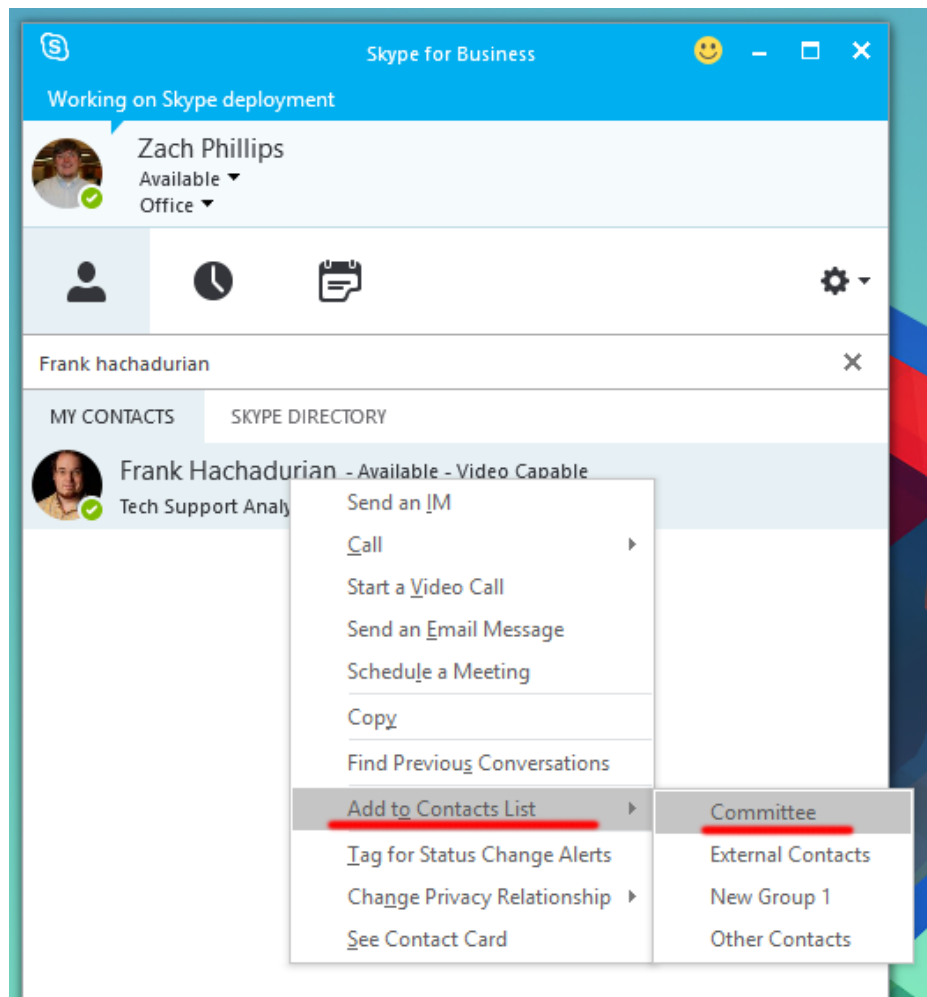 Skype for Business
Working on Skype deployment
Zach Phillips
Available
Office
Frank hachadurian
MY CONTACTS SKYPE DIRECTORY
Frank Hachadurian - Available - Video Capable
Tech Support
Send an IM
Call
Start a Video Call
Send an Email Message
Schedule a Meeting
Copy
Find Previous Conversations
Add to Contacts List
Committee
Tag for Status Change Alerts
External Contacts
Change Privacy Relationship
New Group 1
See Contact Card
Other Contacts